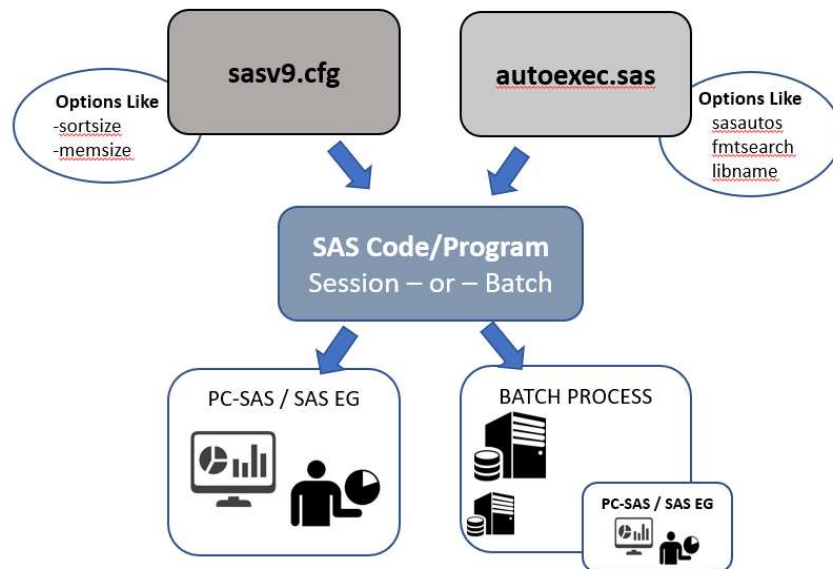 sasv9.cfg
autoexec.sas
Options Like
-sortsize
-memsize
Options Like
sasautos
fmtsearch
libname
SAS Code/Program
Session – or – Batch
PC-SAS / SAS EG
BATCH PROCESS
PC-SAS / SAS EG